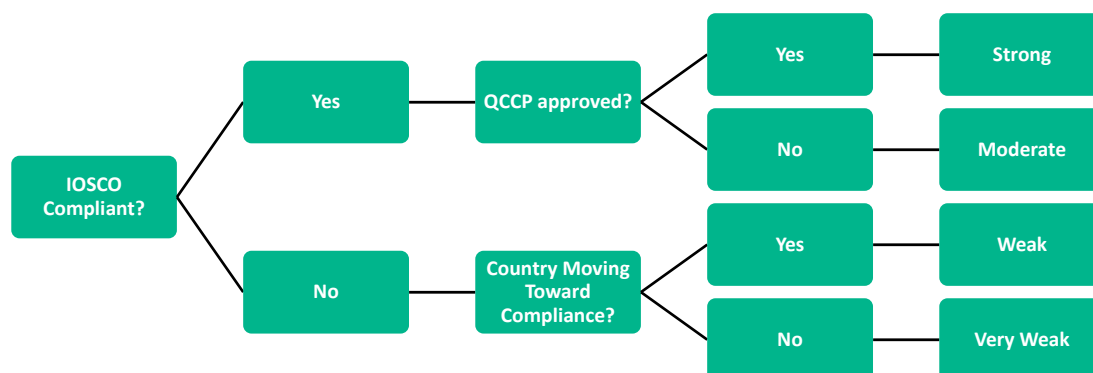 IOSCO
Compliant?
Yes
QCCP approved?
Yes
Strong
No
Moderate
No
Country Moving
Toward
Compliance?
Yes
Weak
No
Very Weak